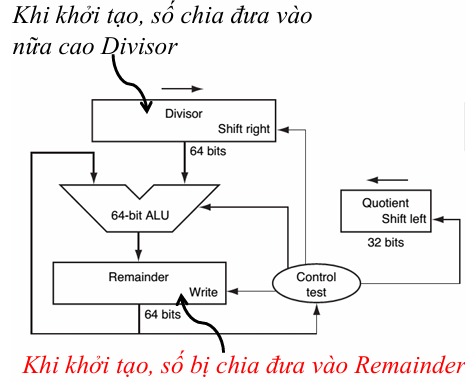 Khi khởi tạo, số chia đưa vào
nữa cao Divisor
Divisor
Shift right
64 bits
64-bit ALU
Quotient
Shift left
32 bits
Remainder
Write
Control
test
64 bits
Khi khởi tạo, số bị chia đưa vào Remainder